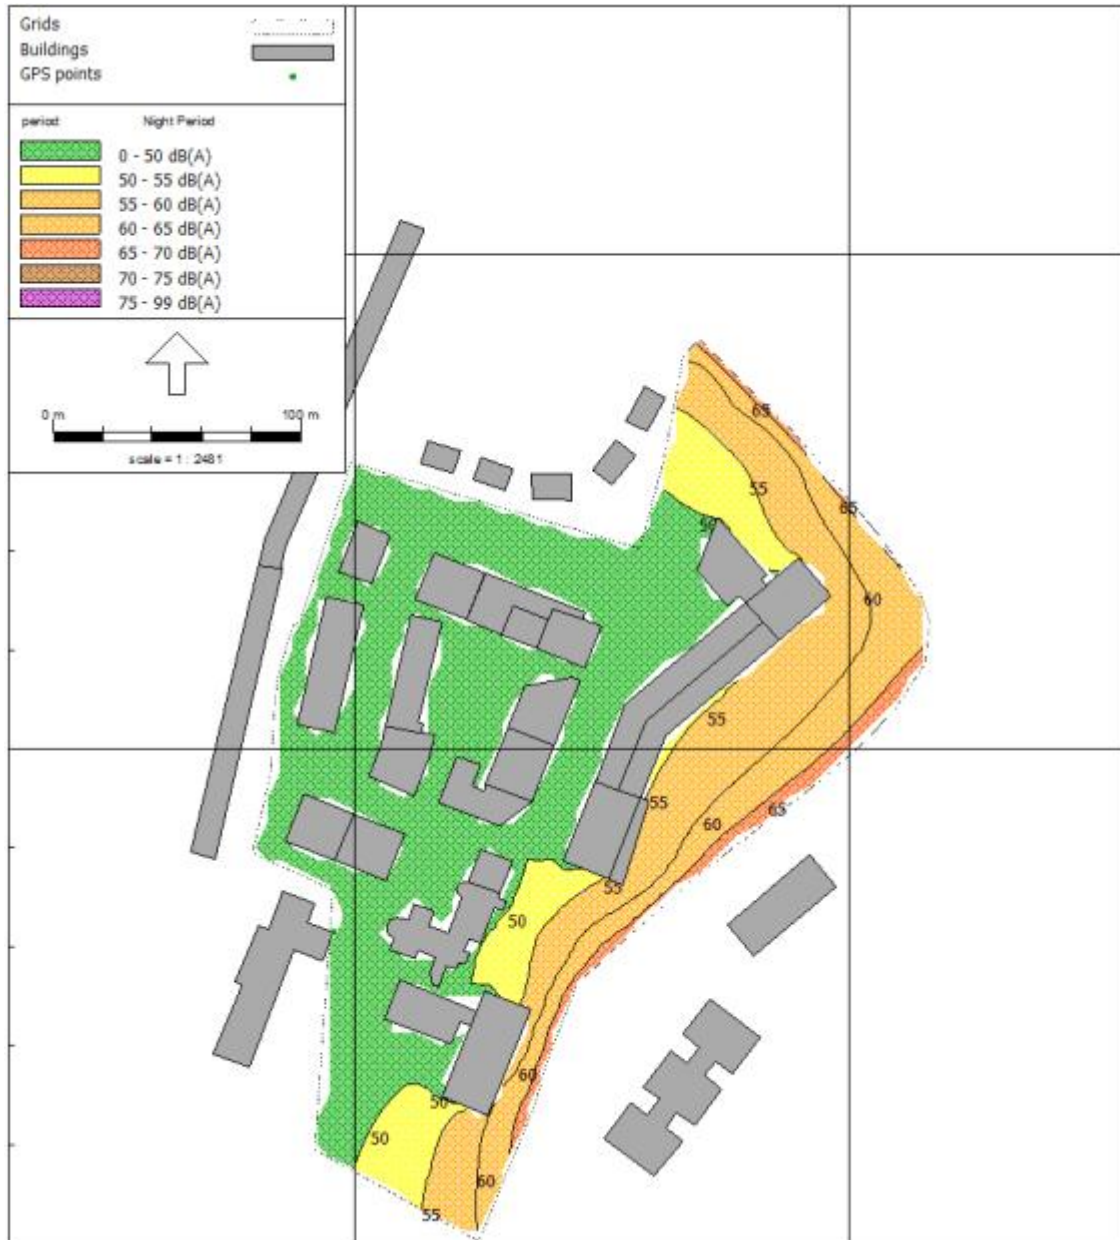 Grids
Buildings
GPS points
period Night Period
0 - 50 dB(A)
50 - 55 dB(A)
55 - 60 dB(A)
60 - 65 dB(A)
65 - 70 dB(A)
70 - 75 dB(A)
75 - 99 dB(A)
0 m 100 m
scale = 1 : 2481
65
55
65
50
60
55
55
60
65
55
50
60
50
50
60
55